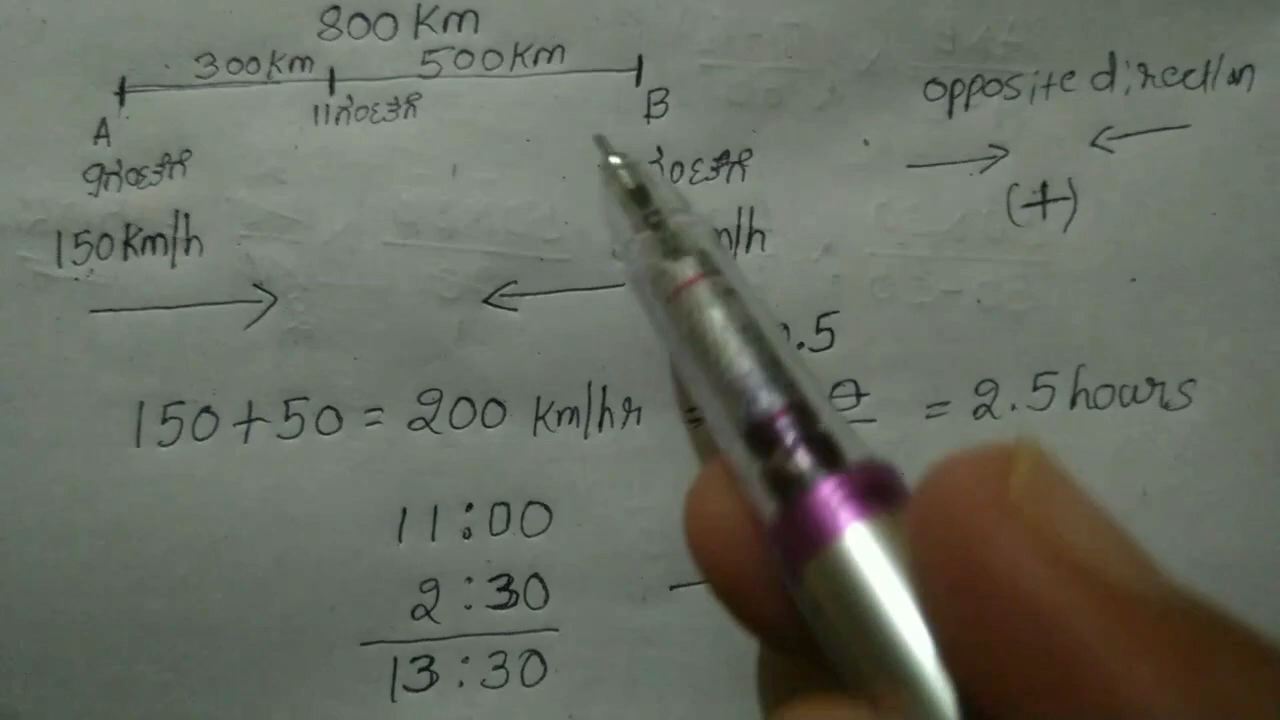 800 Km
300 Km 500 Km
A B
opposite direction
150 Km/h
(+)
.5
150 + 50 = 200 Km/hr = = 2.5 hours
11:00
2:30
13:30